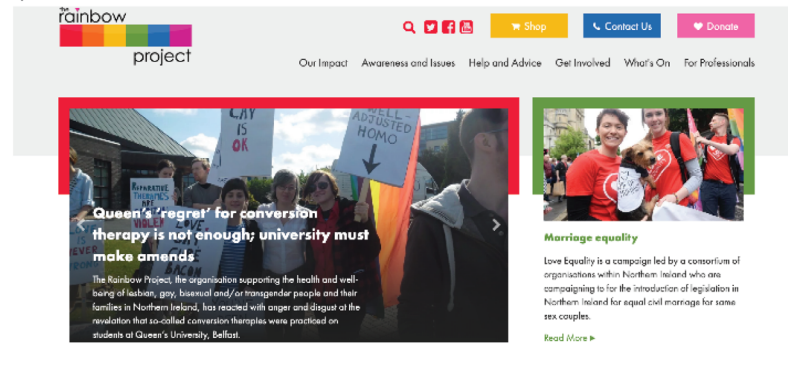 the
rainbow
project
Shop
Contact Us
Donate
Our Impact
Awareness and Issues
Help and Advice
Get Involved
What's On
For Professionals
GAY
IS
OK
WELL-
ADJUSTED
HOMO
REPARATIVE
THERAPIES
ARE
Queen's 'regret' for conversion
therapy is not enough; university must
make amends
The Rainbow Project, the organisation supporting the health and well-
being of lesbian, gay, bisexual and/or transgender people and their
families in Northern Ireland, has reacted with anger and disgust at the
revelation that so-called conversion therapies were practiced on
students at Queen's University, Belfast.
Marriage equality
Love Equality is a campaign led by a consortium of
organisations within Northern Ireland who are
campaigning to for the introduction of legislation in
Northern Ireland for equal civil marriage for same
sex couples.
Read More